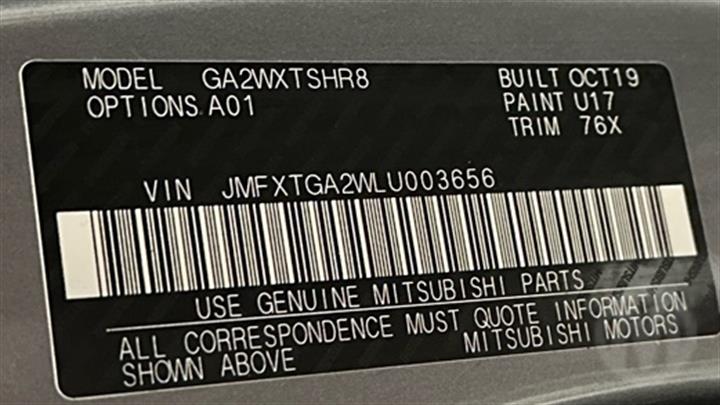 MODEL GA2WXTSHR8 BUILT OCT19
OPTIONS A01 PAINT U17
TRIM 76X
VIN JMFXTGA2WLU003656
USE GENUINE MITSUBISHI PARTS
ALL CORRESPONDENCE MUST QUOTE INFORMATION
SHOWN ABOVE MITSUBISHI MOTORS